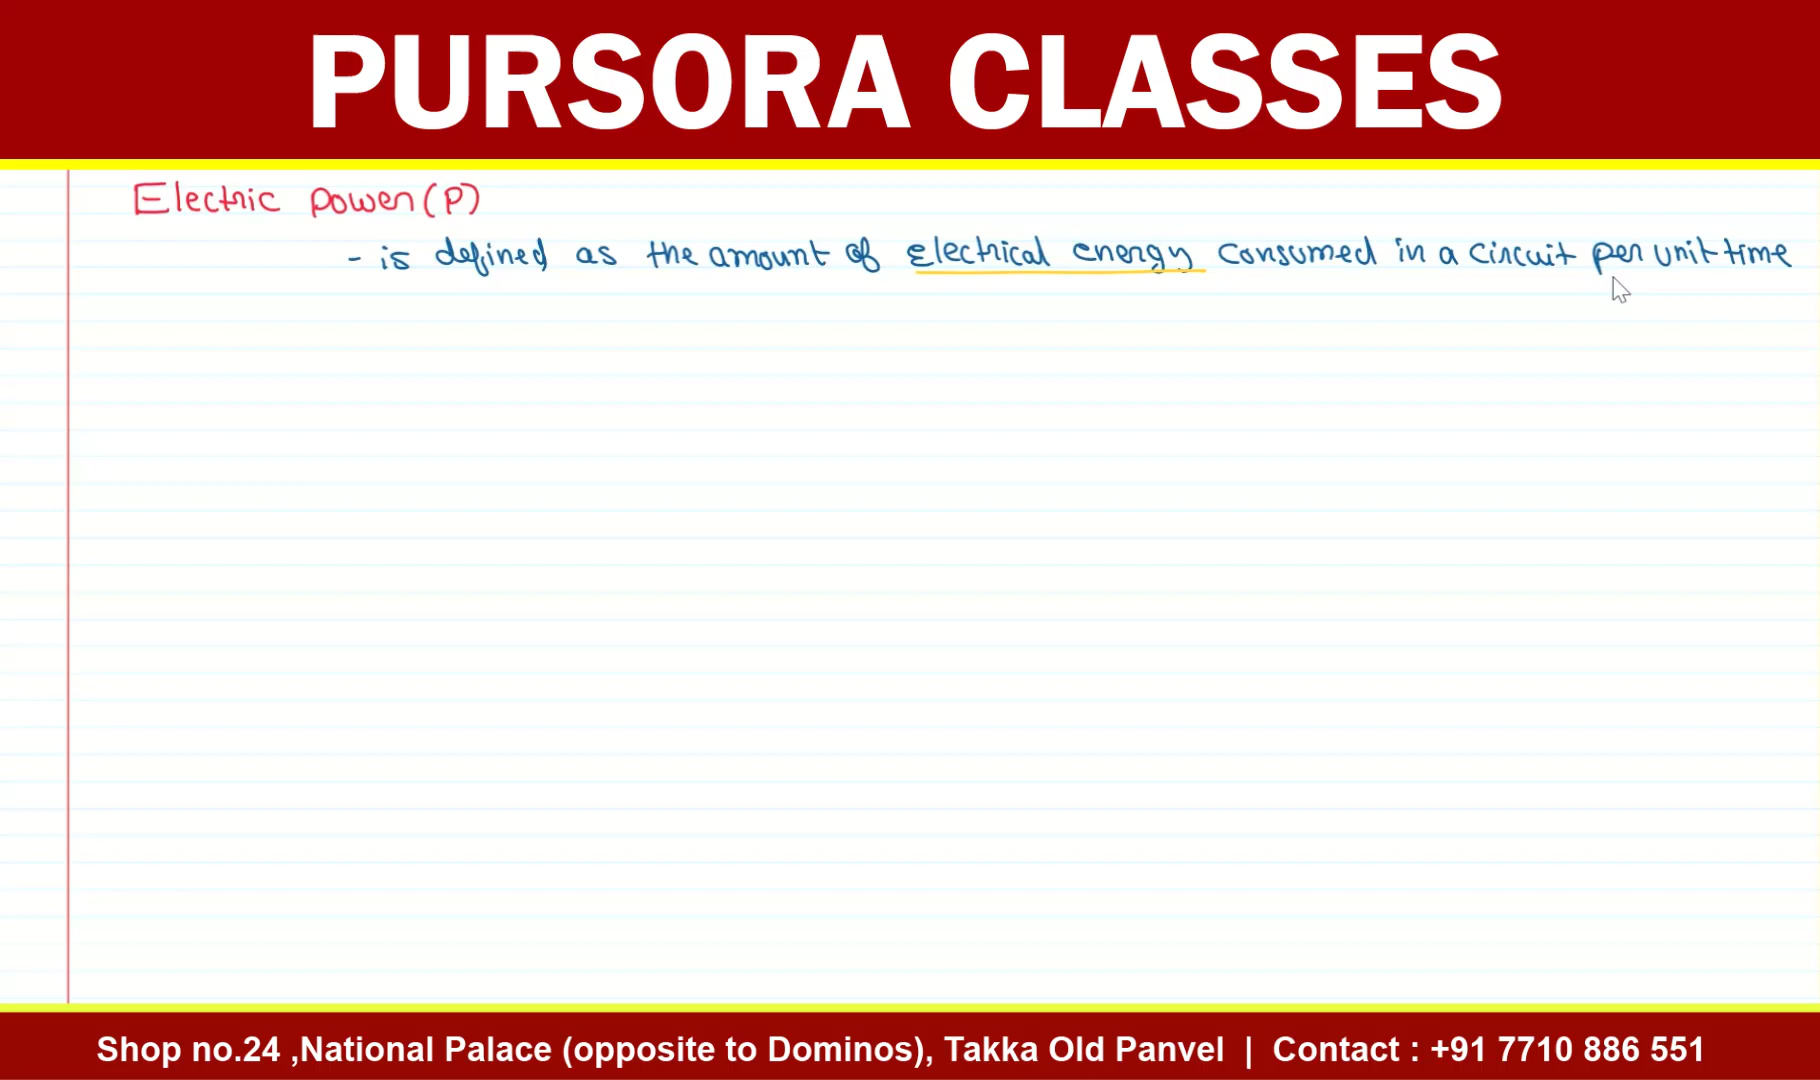 PURSORA CLASSES
Electric Power (P)
- is defined as the amount of Electrical energy consumed in a circuit per unit time
Shop no.24 ,National Palace (opposite to Dominos), Takka Old Panvel | Contact : +91 7710 886 551